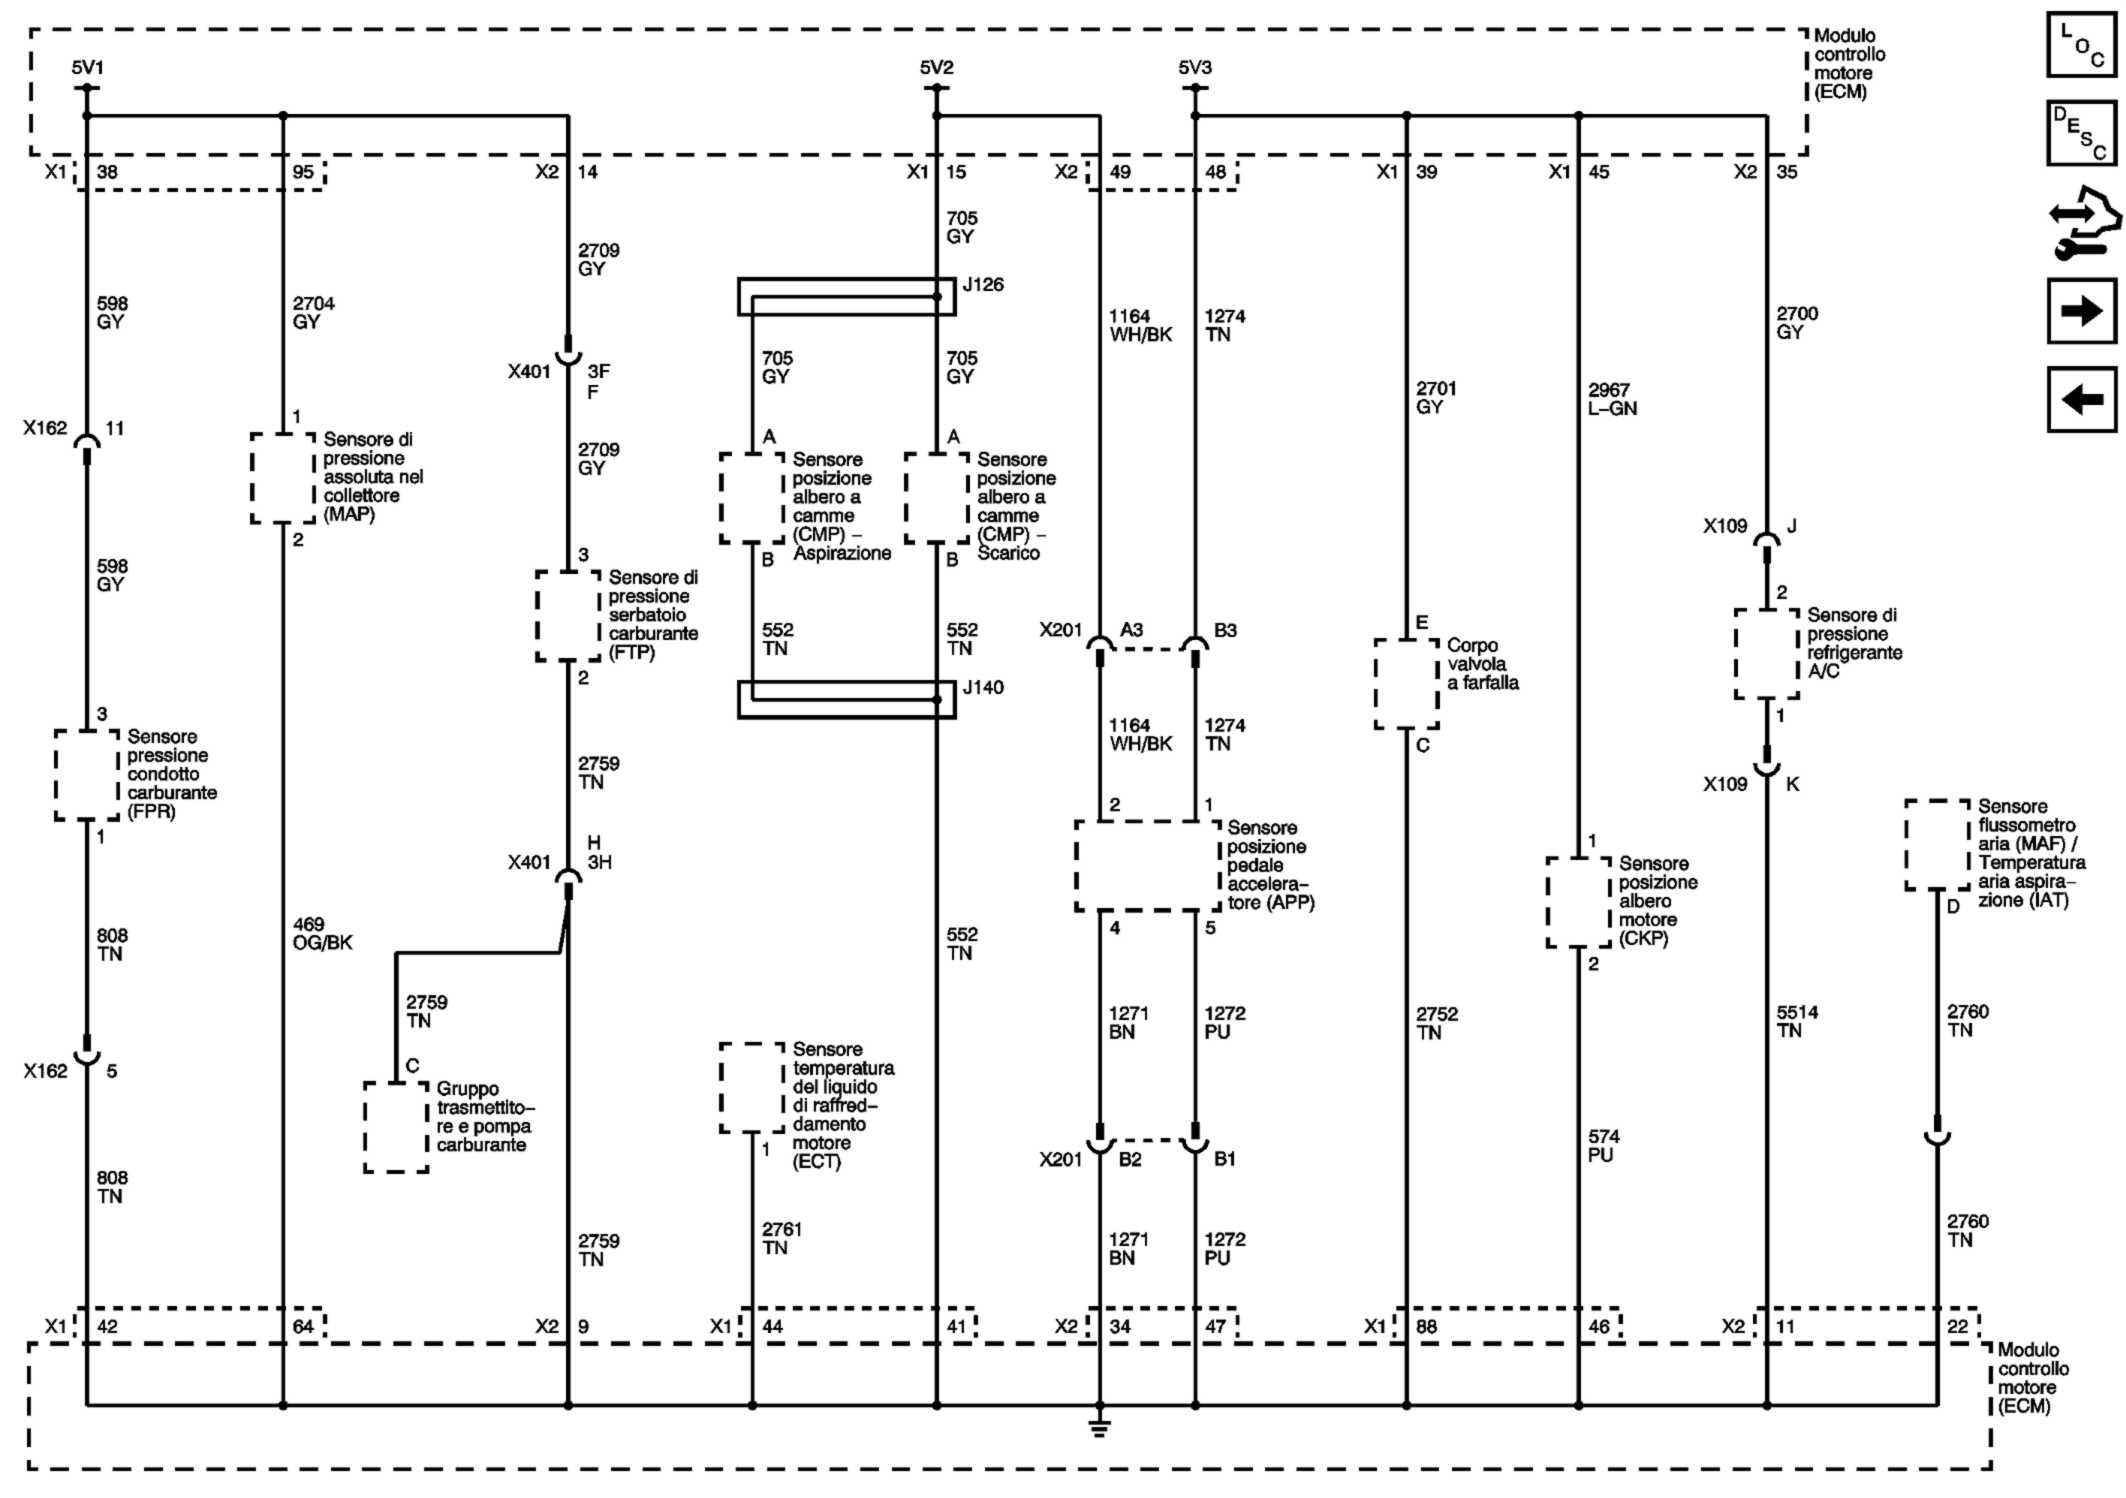 Modulo
controllo
motore
(ECM)
5V1
5V2
5V3
L
O
C
D
E
S
C
X1 38 95
X2 14
X1 15
X2 49 48
X1 39
X1 45
X2 35
705
GY
2709
GY
598
GY
2704
GY
J126
1164
WH/BK
1274
TN
2700
GY
X401 3F
F
705
GY
705
GY
2701
GY
2967
L–GN
X162 11
1
Sensore di
pressione
assoluta nel
collettore
(MAP)
2
2709
GY
A
Sensore
posizione
albero a
camme
(CMP) –
Aspirazione
B
A
Sensore
posizione
albero a
camme
(CMP) –
Scarico
B
X109 J
598
GY
3
Sensore di
pressione
serbatoio
carburante
(FTP)
2
552
TN
552
TN
X201 A3 B3
E
Corpo
valvola
a farfalla
C
2
Sensore di
pressione
refrigerante
A/C
1
J140
3
Sensore
pressione
condotto
carburante
(FPR)
1
2759
TN
1164
WH/BK
1274
TN
X109 K
H
X401 3H
2
1
Sensore
posizione
pedale
accelera–
tore (APP)
4
5
1
Sensore
posizione
albero
motore
(CKP)
2
Sensore
flussometro
aria (MAF) /
Temperatura
aria aspira–
zione (IAT)
D
808
TN
469
OG/BK
552
TN
2759
TN
1271
BN
1272
PU
2752
TN
5514
TN
2760
TN
X162 5
C
Gruppo
trasmettito–
re e pompa
carburante
Sensore
temperatura
del liquido
di raffred–
damento
motore
(ECT)
1
574
PU
X201 B2 B1
808
TN
2759
TN
2761
TN
1271
BN
1272
PU
2760
TN
X1 42 64
X2 9
X1 44 41
X2 34 47
X1 88 46
X2 11 22
Modulo
controllo
motore
(ECM)